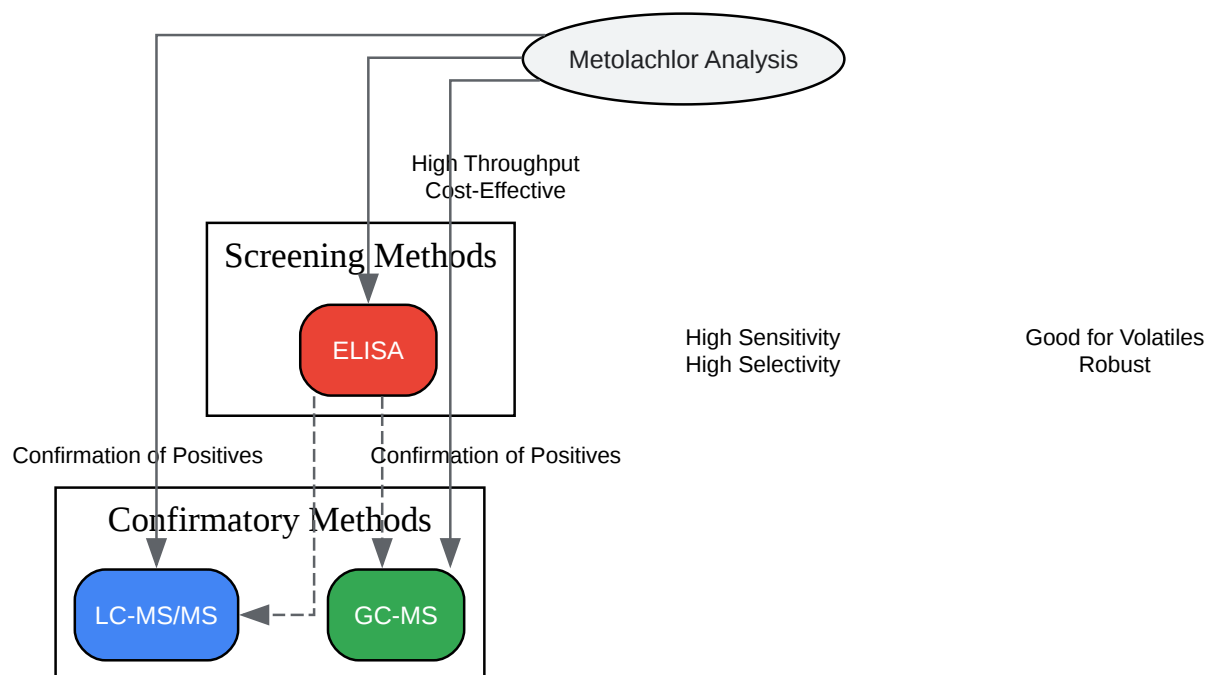 Metolachlor Analysis
High Throughput
Cost-Effective
Screening Methods
ELISA
High Sensitivity
High Selectivity
Good for Volatiles
Robust
Confirmation of Positives
Confirmation of Positives
Confirmatory Methods
LC-MS/MS
GC-MS